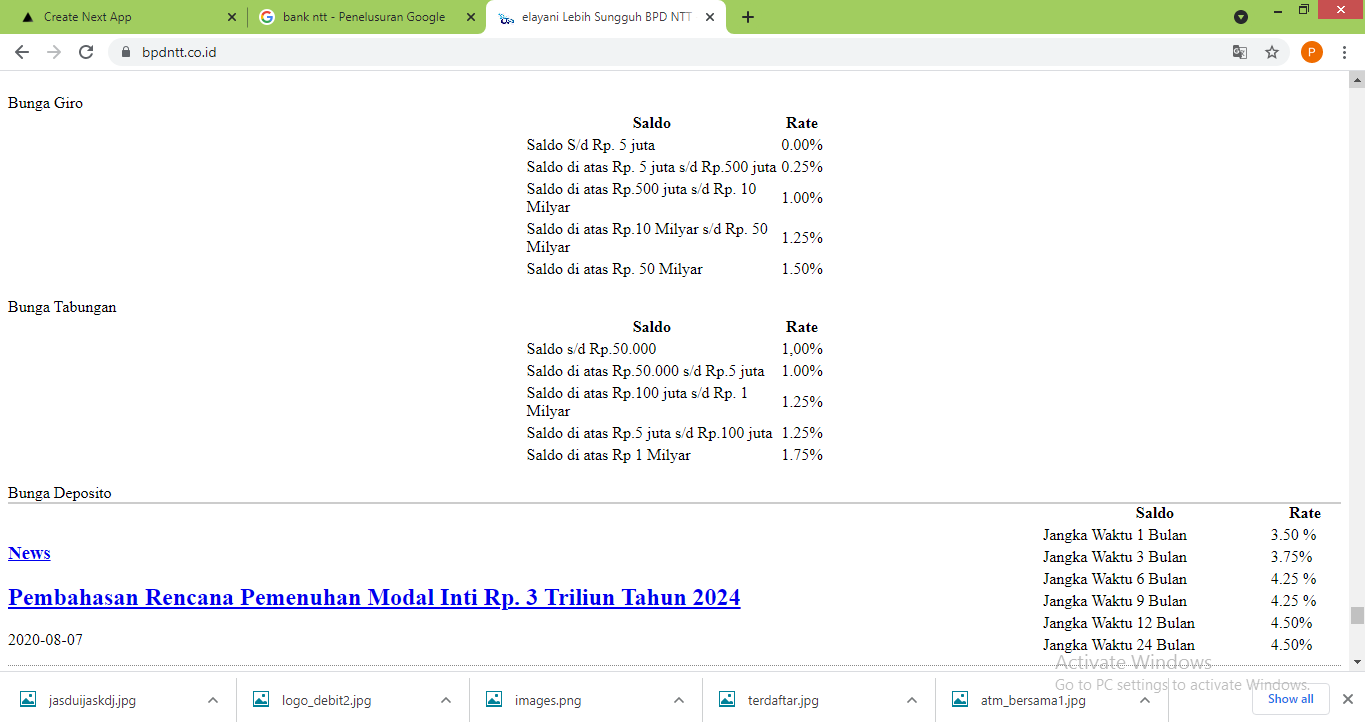 Create Next App
bank ntt - Penelusuran Google
elayani Lebih Sungguh BPD NTT
bpdntt.co.id
P
Bunga Giro
Saldo Rate
Saldo S/d Rp. 5 juta 0.00%
Saldo di atas Rp. 5 juta s/d Rp.500 juta 0.25%
Saldo di atas Rp.500 juta s/d Rp. 10
Milyar 1.00%
Saldo di atas Rp.10 Milyar s/d Rp. 50
Milyar 1.25%
Saldo di atas Rp. 50 Milyar 1.50%
Bunga Tabungan
Saldo Rate
Saldo s/d Rp.50.000 1,00%
Saldo di atas Rp.50.000 s/d Rp.5 juta 1.00%
Saldo di atas Rp.100 juta s/d Rp. 1
Milyar 1.25%
Saldo di atas Rp.5 juta s/d Rp.100 juta 1.25%
Saldo di atas Rp 1 Milyar 1.75%
Bunga Deposito
Saldo Rate
Jangka Waktu 1 Bulan 3.50 %
Jangka Waktu 3 Bulan 3.75%
Jangka Waktu 6 Bulan 4.25 %
Jangka Waktu 9 Bulan 4.25 %
Jangka Waktu 12 Bulan 4.50%
Jangka Waktu 24 Bulan 4.50%
News
Pembahasan Rencana Pemenuhan Modal Inti Rp. 3 Triliun Tahun 2024
2020-08-07
Activate Windows
Go to PC settings to activate Windows.
jasduijaskdj.jpg
logo_debit2.jpg
images.png
terdaftar.jpg
atm_bersama1.jpg
Show all